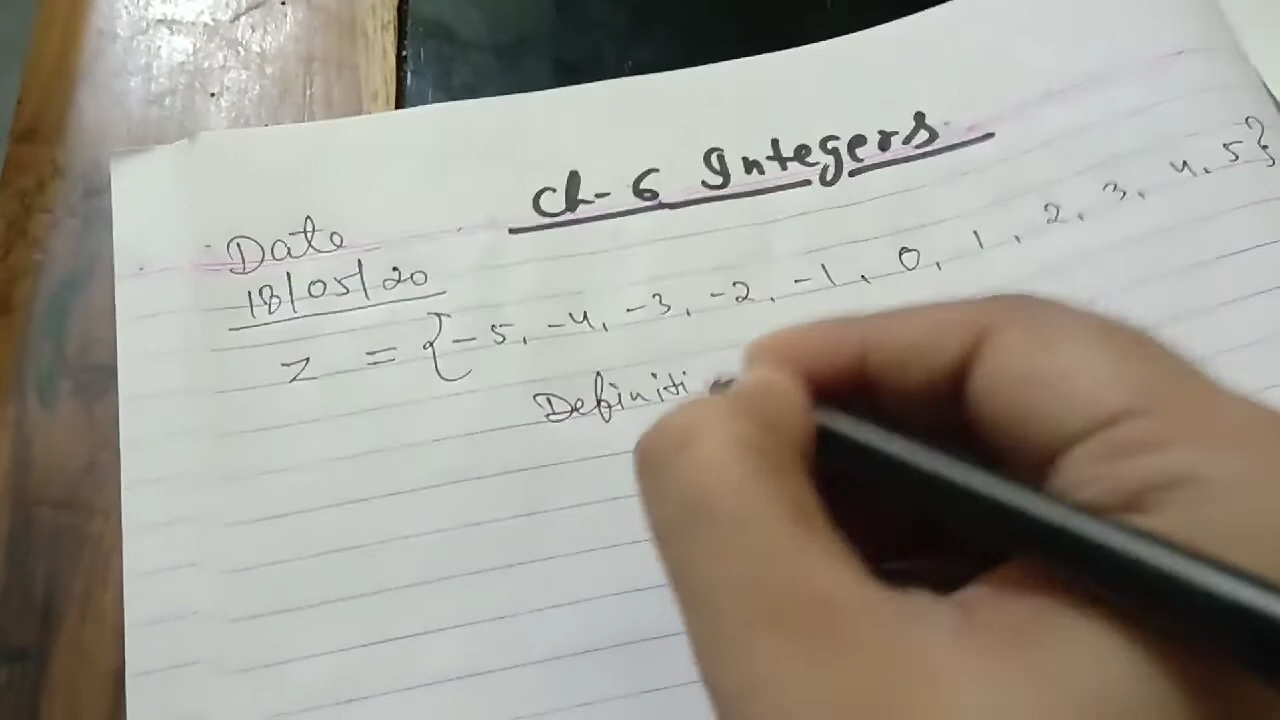 Ch-6 Integers
Date
18/05/20
Z = {-5, -4, -3, -2, -1, 0, 1, 2, 3, 4, 5}
Definiti